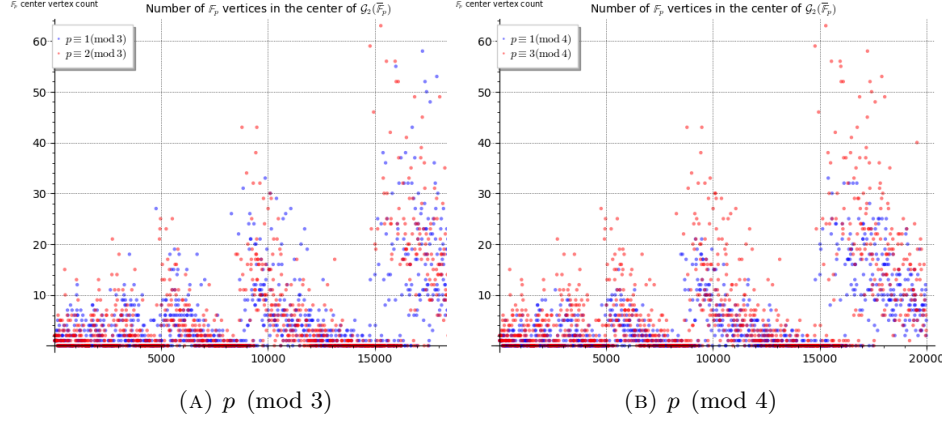 𝔽ₚ center vertex count
Number of 𝔽ₚ vertices in the center of 𝒢₂(𝔽̅ₚ)
p ≡ 1(mod 3)
p ≡ 2(mod 3)
60
50
40
30
20
10
5000 10000 15000
𝔽ₚ center vertex count
Number of 𝔽ₚ vertices in the center of 𝒢₂(𝔽̅ₚ)
p ≡ 1(mod 4)
p ≡ 3(mod 4)
60
50
40
30
20
10
5000 10000 15000 20000
(A) p (mod 3)
(B) p (mod 4)